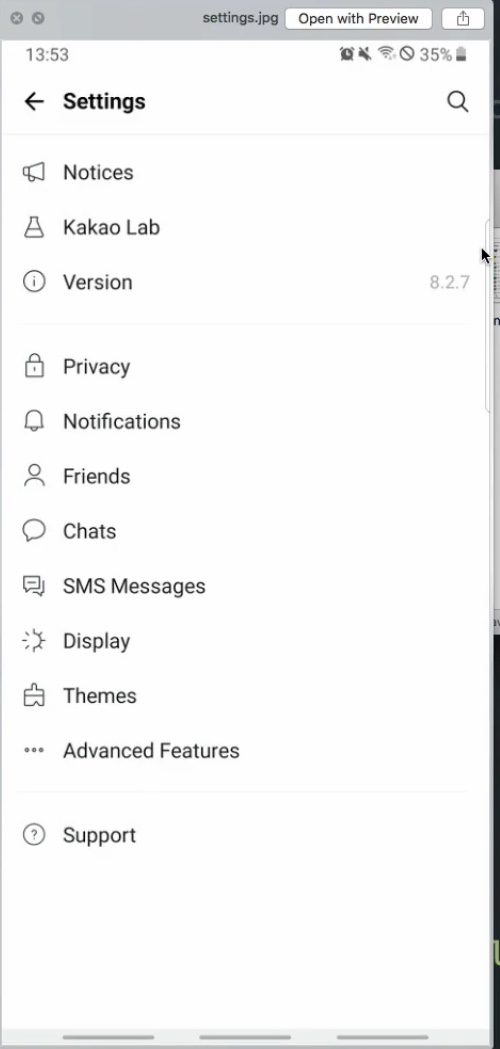 settings.jpg Open with Preview
13:53 35%
Settings
Notices
Kakao Lab
Version 8.2.7
Privacy
Notifications
Friends
Chats
SMS Messages
Display
Themes
Advanced Features
Support